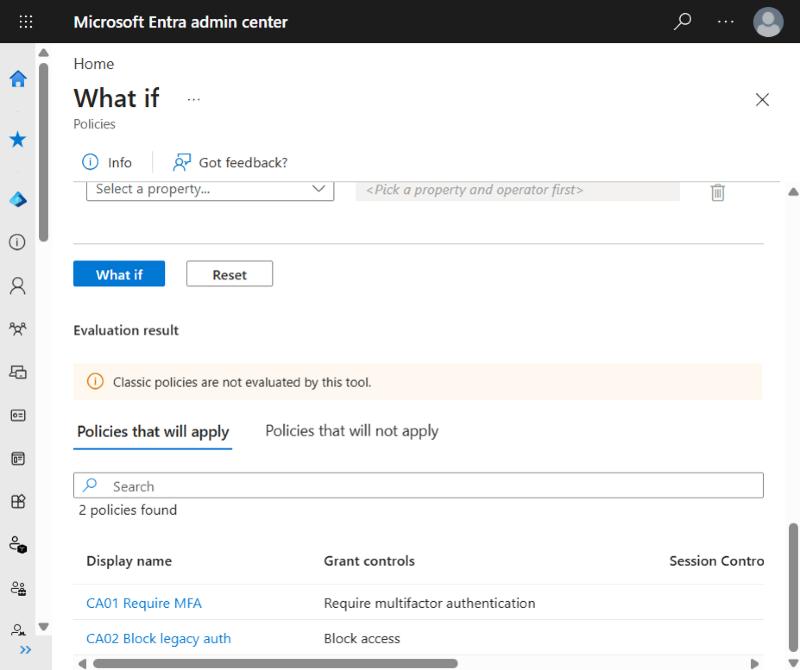 Microsoft Entra admin center
Home
What if
Policies
Info
Got feedback?
Select a property...
<Pick a property and operator first>
What if
Reset
Evaluation result
Classic policies are not evaluated by this tool.
Policies that will apply
Policies that will not apply
Search
2 policies found
Display name
Grant controls
Session Contro
CA01 Require MFA
Require multifactor authentication
CA02 Block legacy auth
Block access